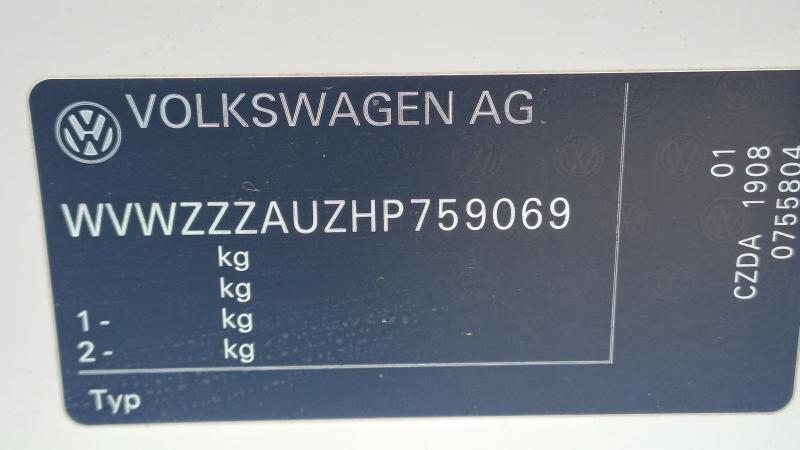 VOLKSWAGEN AG
WVWZZZAUZHP759069
kg
kg
1- kg
2- kg
Typ
01
CZDA 1908
0755804